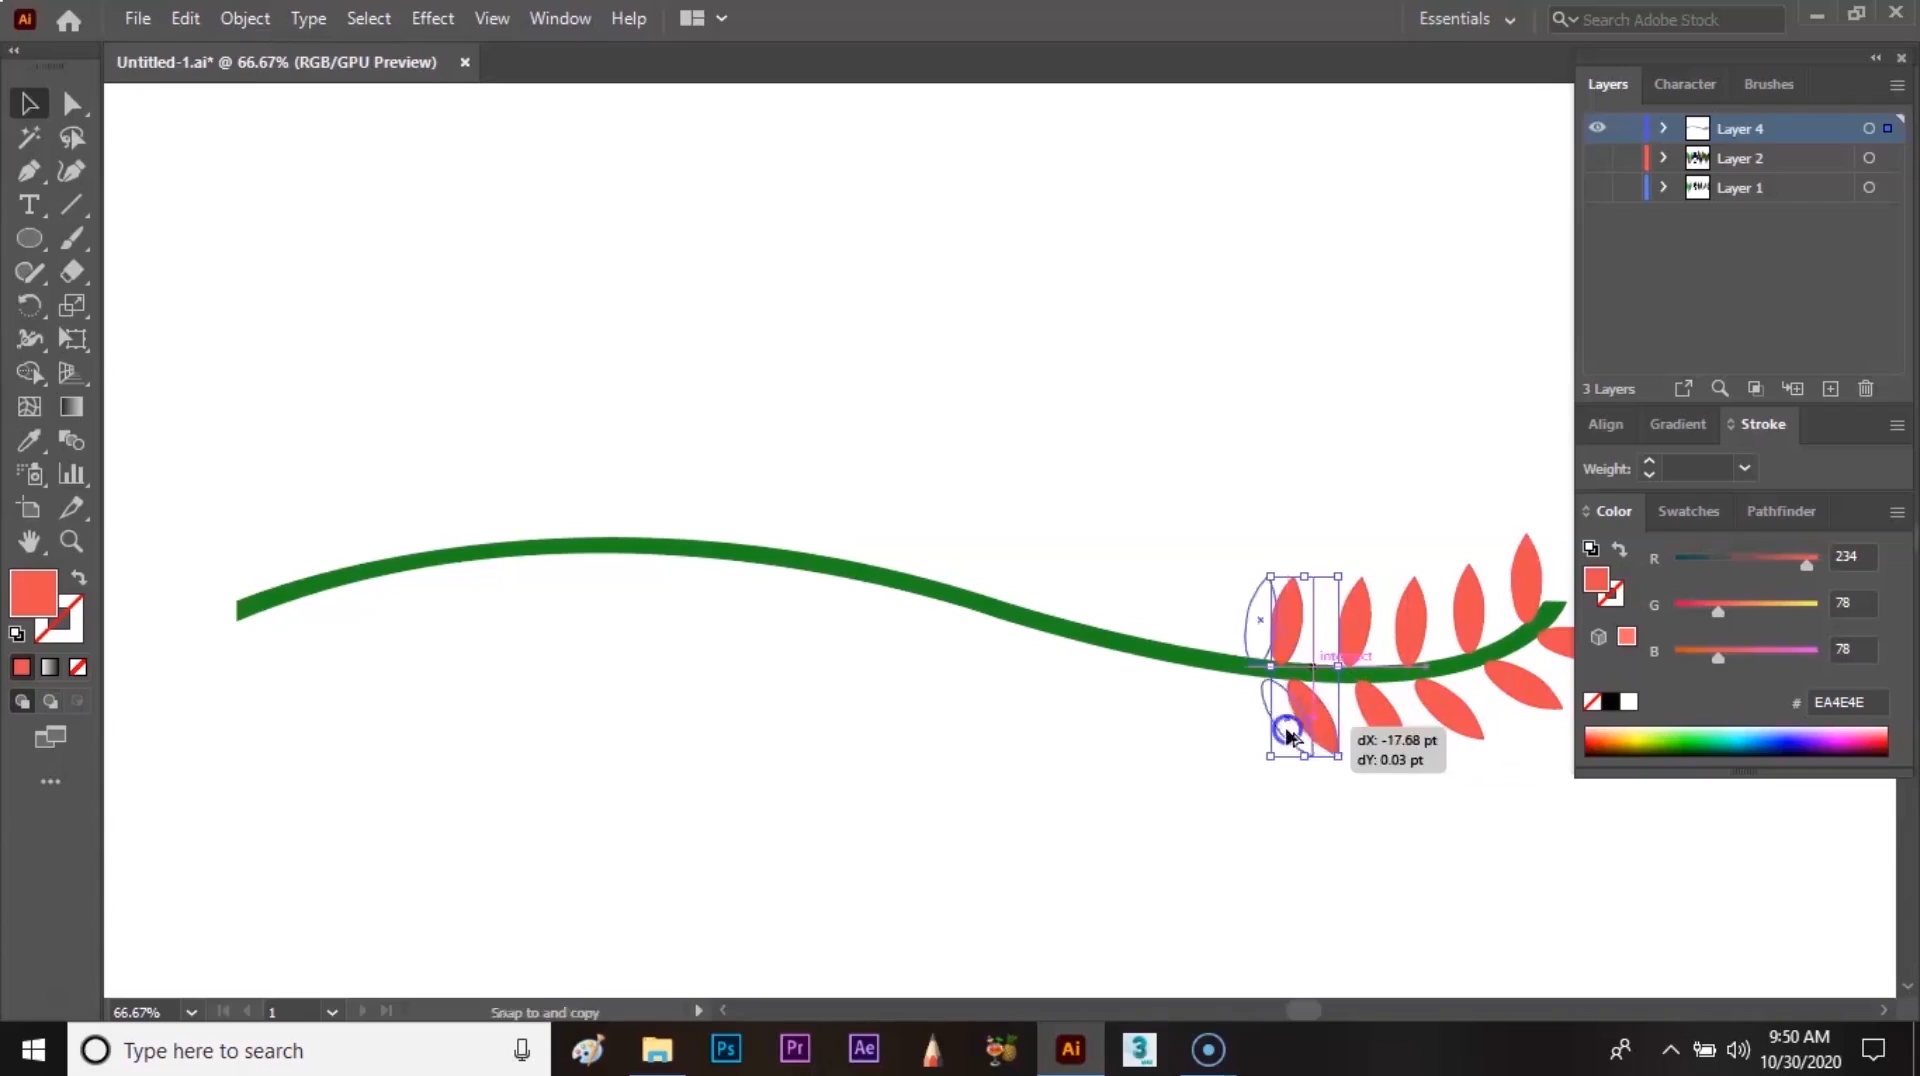 Ai File Edit Object Type Select Effect View Window Help Essentials Search Adobe Stock
Untitled-1.ai* @ 66.67% (RGB/GPU Preview)
Layers Character Brushes
Layer 4
Layer 2
Layer 1
3 Layers
Align Gradient Stroke
Weight:
Color Swatches Pathfinder
R 234
G 78
B 78
# EA4E4E
intersect
dX: -17.68 pt
dY: 0.03 pt
66.67% 1 Snap to and copy
Type here to search Ps Pr Ae Ai 3 9:50 AM
10/30/2020